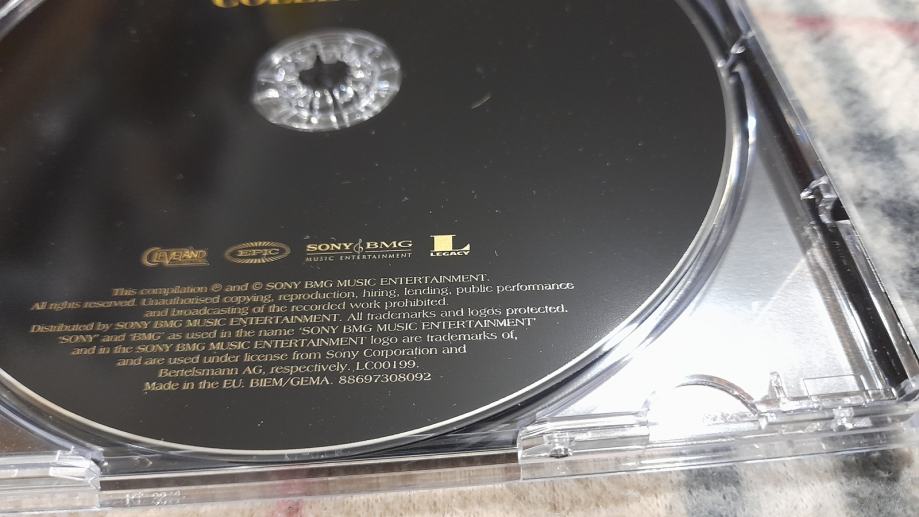 CLEVELAND EPIC SONY BMG L
MUSIC ENTERTAINMENT LEGACY
This compilation ℗ and © SONY BMG MUSIC ENTERTAINMENT.
All rights reserved. Unauthorised copying, reproduction, hiring, lending, public performance
and broadcasting of the recorded work prohibited.
Distributed by SONY BMG MUSIC ENTERTAINMENT. All trademarks and logos protected.
'SONY' and 'BMG' as used in the name 'SONY BMG MUSIC ENTERTAINMENT'
and in the SONY BMG MUSIC ENTERTAINMENT logo are trademarks of,
and are used under license from Sony Corporation and
Bertelsmann AG, respectively. LC00199.
Made in the EU. BIEM/GEMA. 88697308092